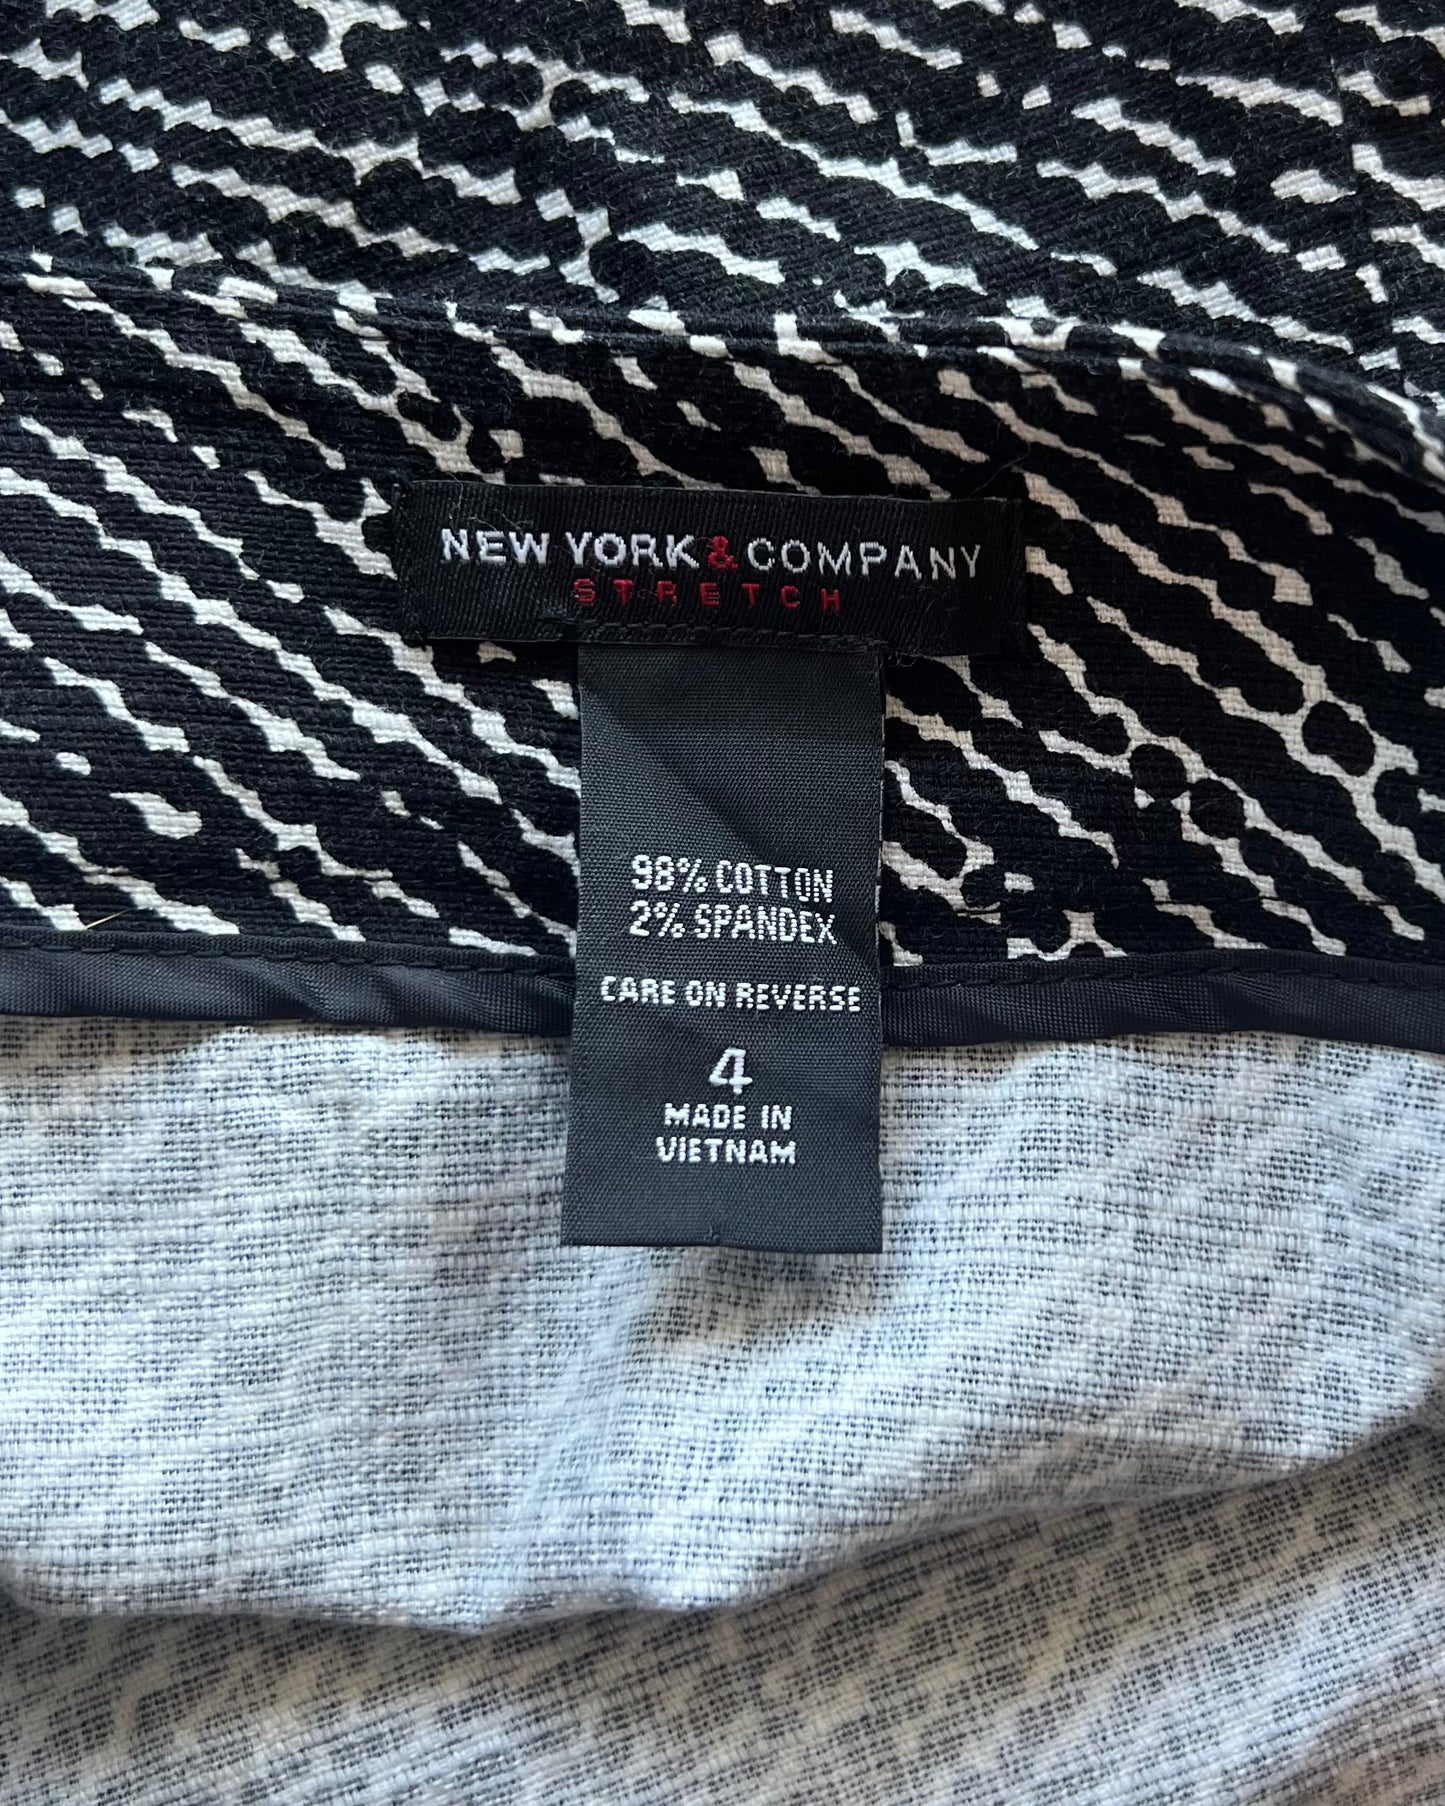 NEW YORK & COMPANY
STRETCH
98% COTTON
2% SPANDEX
CARE ON REVERSE
4
MADE IN
VIETNAM